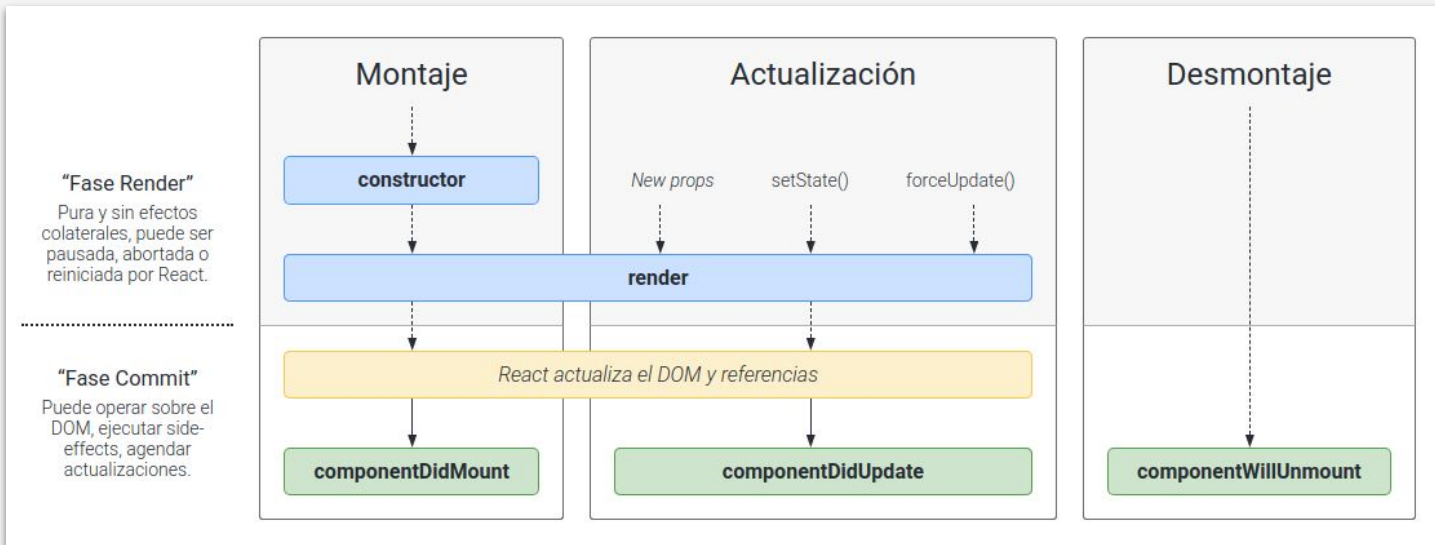 Montaje
Actualización
Desmontaje
“Fase Render”
Pura y sin efectos
colaterales, puede ser
pausada, abortada o
reiniciada por React.
constructor
New props
setState()
forceUpdate()
render
“Fase Commit”
Puede operar sobre el
DOM, ejecutar side-
effects, agendar
actualizaciones.
React actualiza el DOM y referencias
componentDidMount
componentDidUpdate
componentWillUnmount